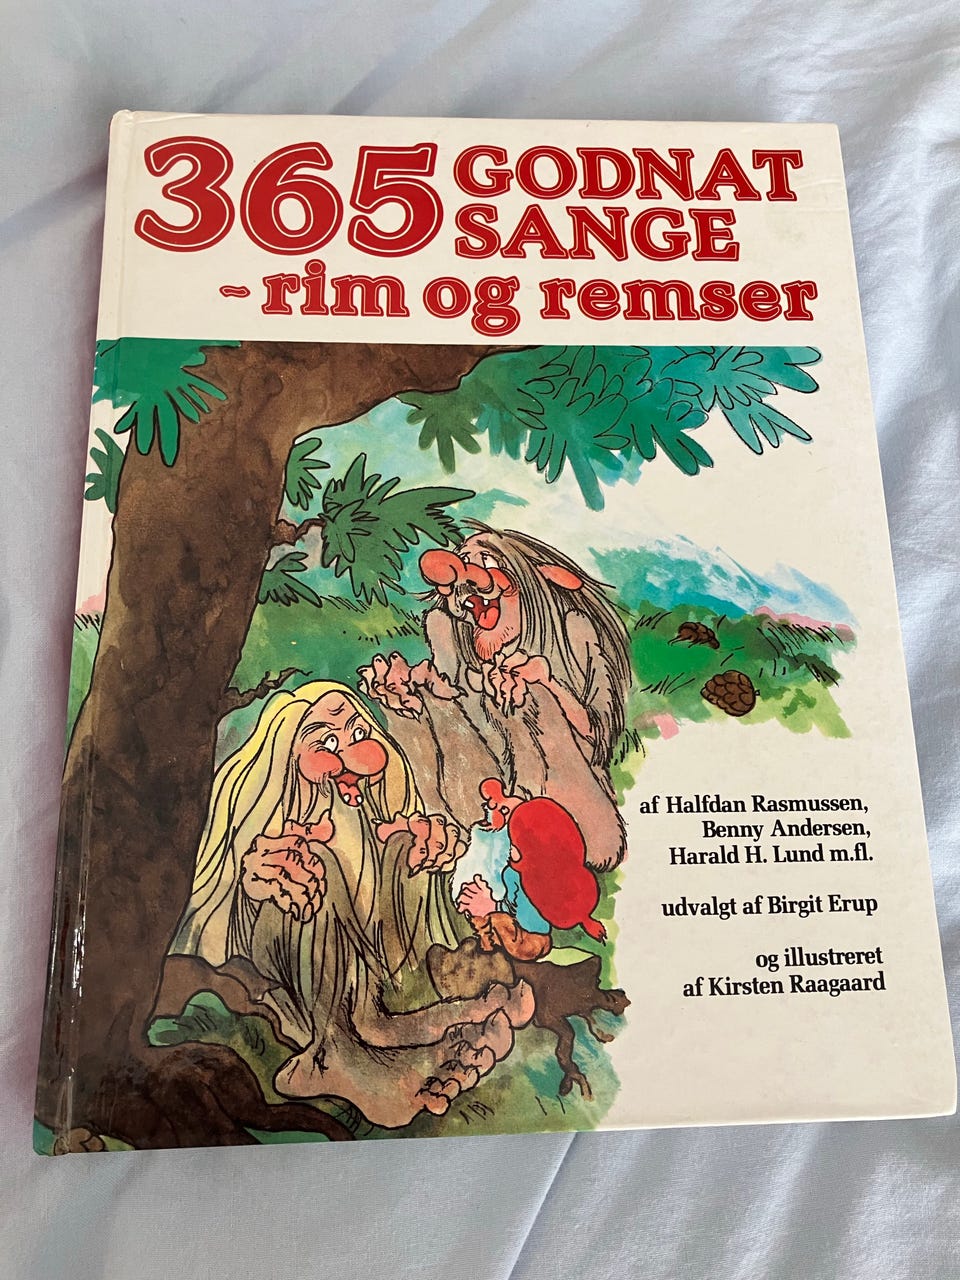 365 GODNAT
SANGE
- rim og remser
af Halfdan Rasmussen,
Benny Andersen,
Harald H. Lund m.fl.
udvalgt af Birgit Erup
og illustreret
af Kirsten Raagaard